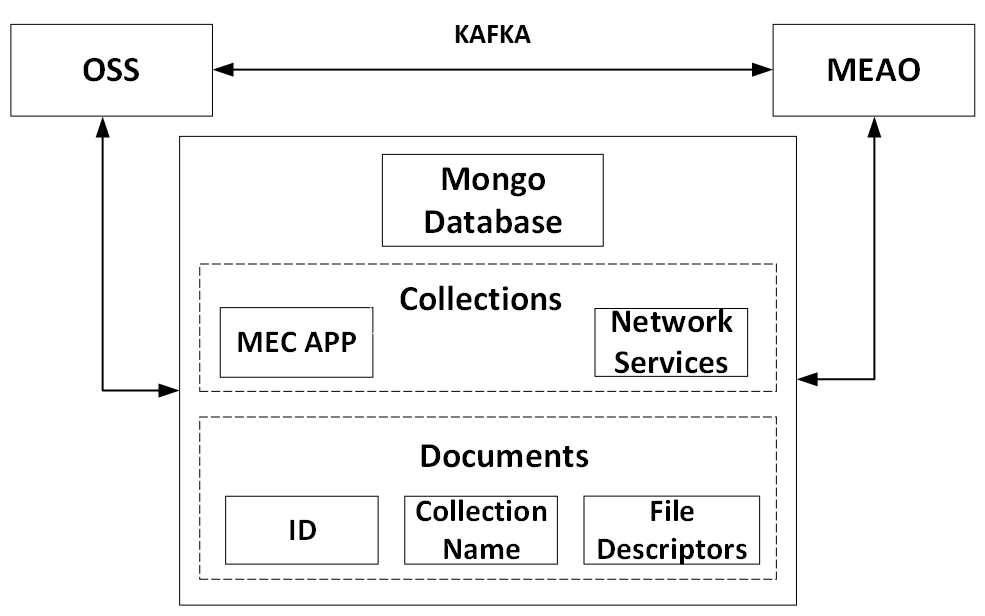 KAFKA
OSS
MEAO
Mongo
Database
Collections
MEC APP
Network
Services
Documents
ID
Collection
Name
File
Descriptors